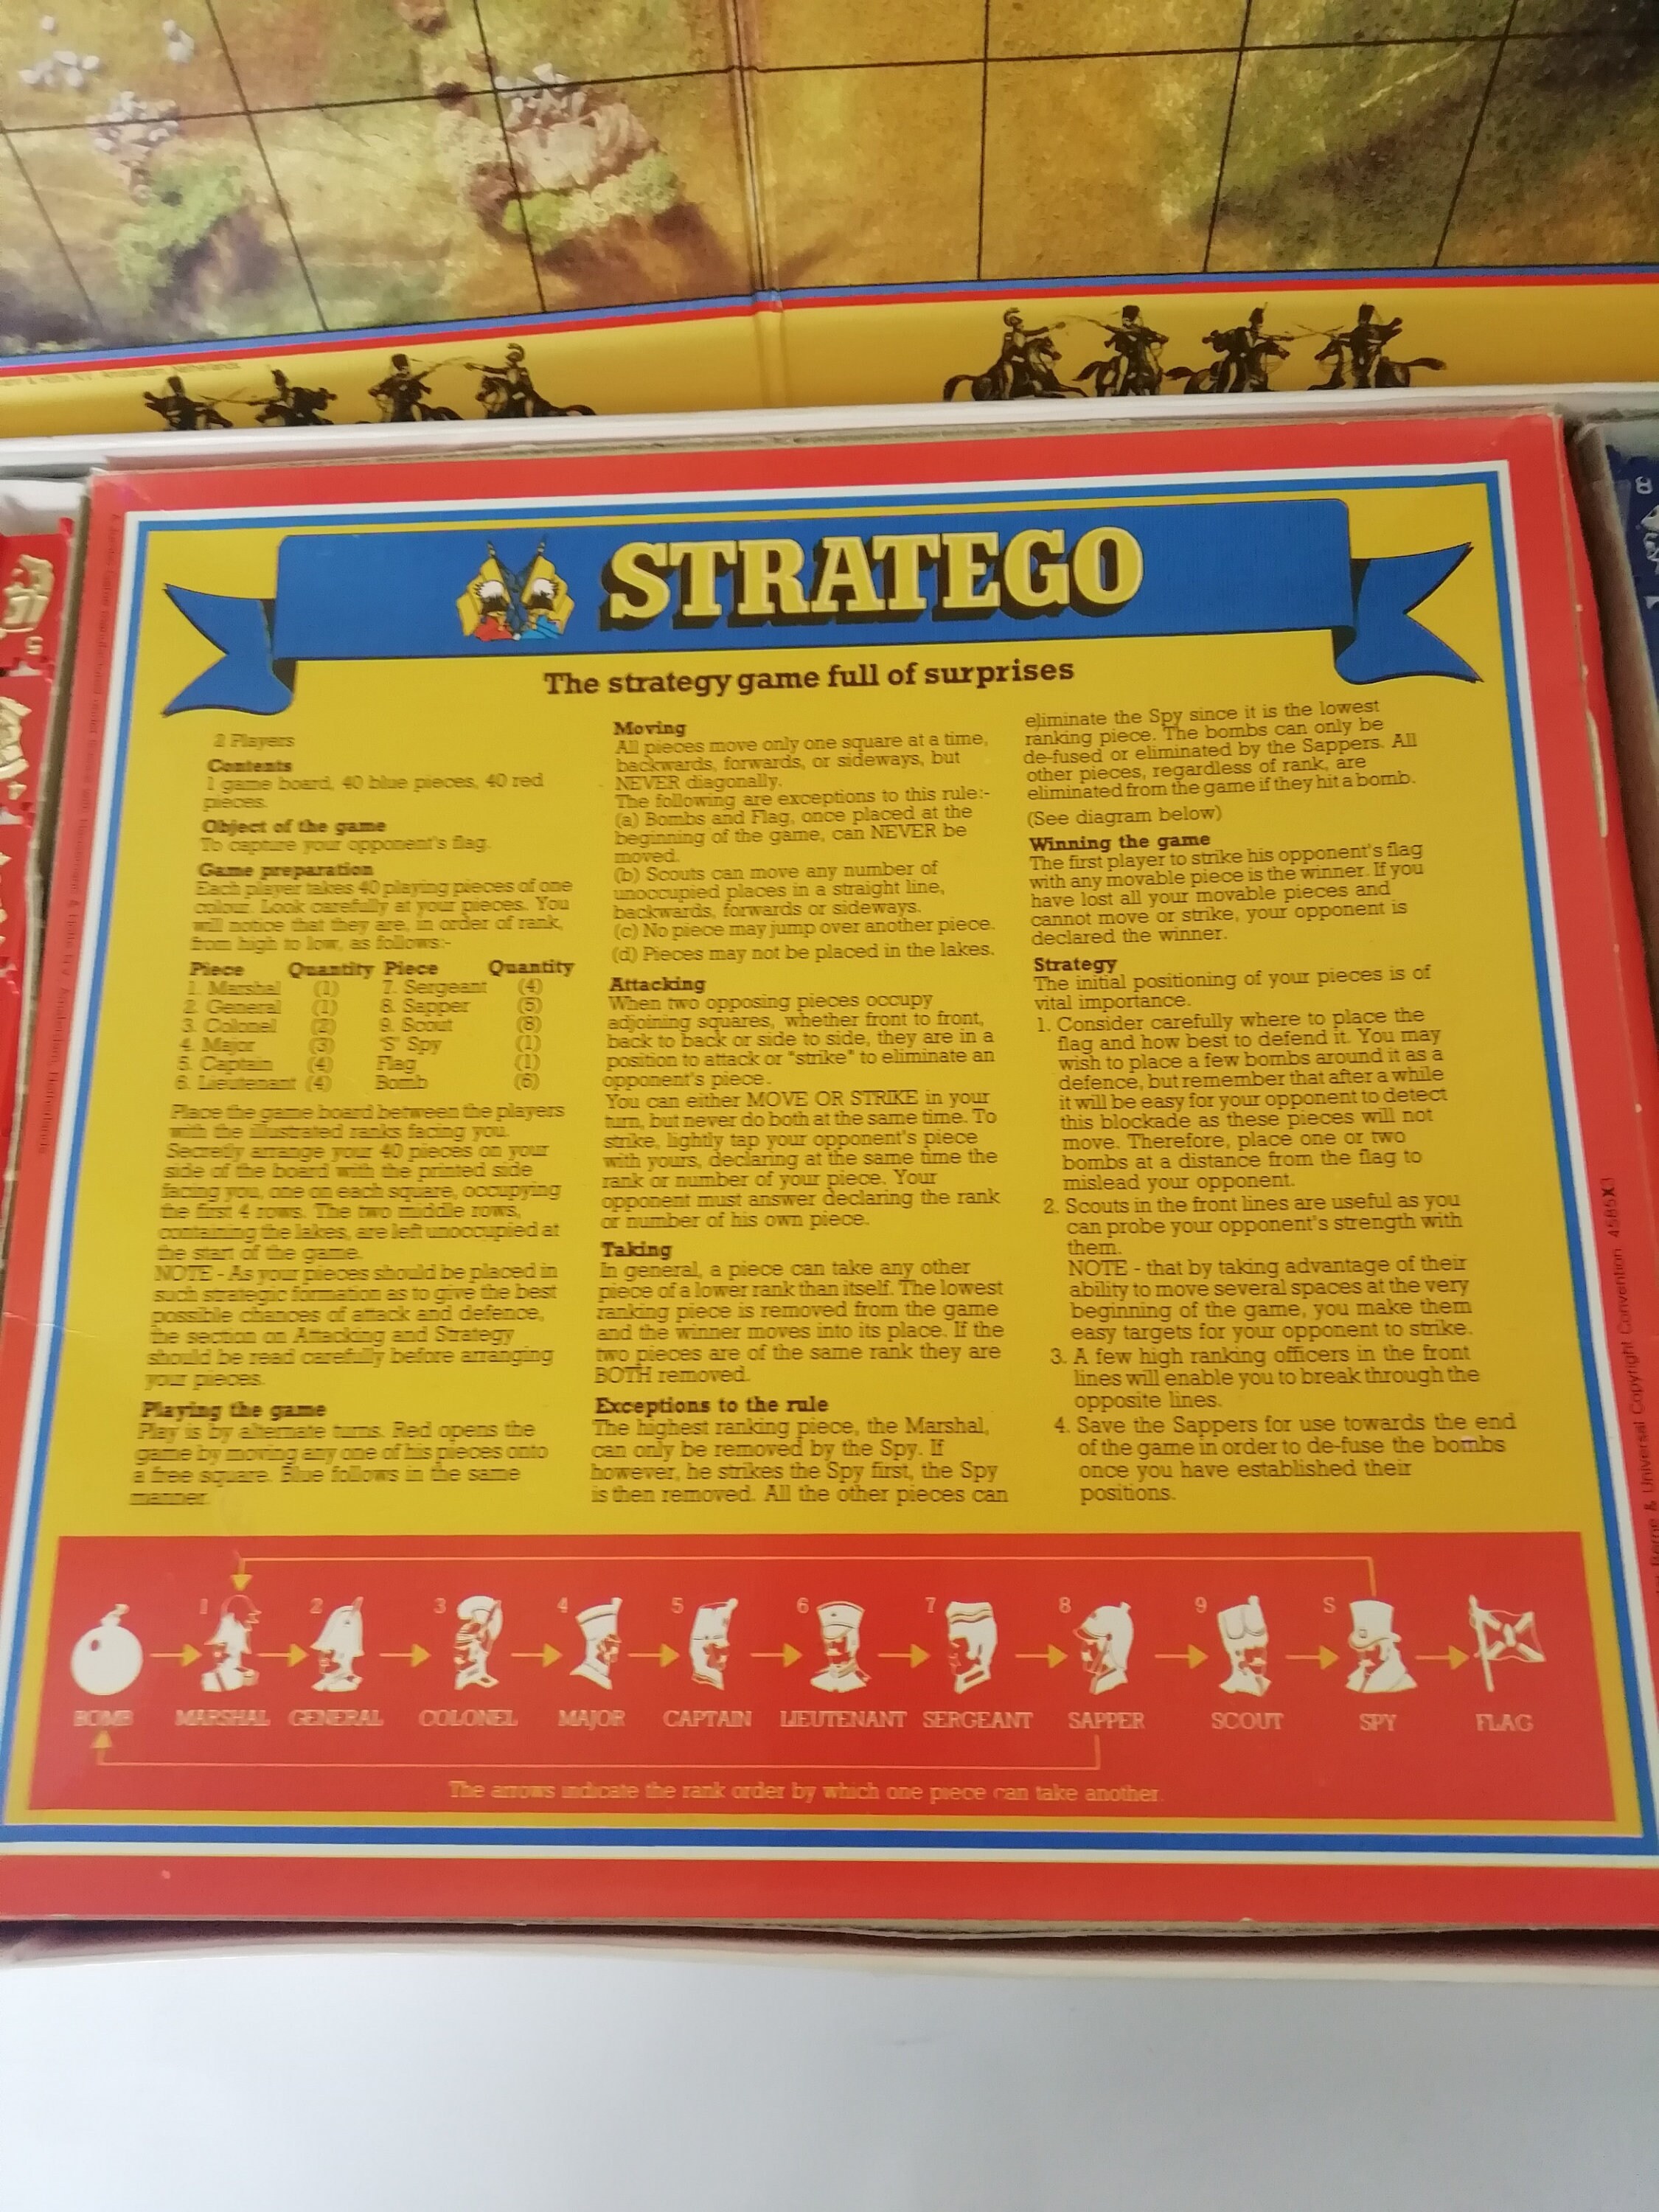 STRATEGO
The strategy game full of surprises
2 Players
Contents
1 game board, 40 blue pieces, 40 red
pieces.
Object of the game
To capture your opponent's flag.
Game preparation
Each player takes 40 playing pieces of one
colour. Look carefully at your pieces. You
will notice that they are, in order of rank,
from high to low, as follows:-
Piece Quantity Piece Quantity
1. Marshal (1) 7. Sergeant (4)
2. General (1) 8. Sapper (5)
3. Colonel (2) 9. Scout (8)
4. Major (3) 'S' Spy (1)
5. Captain (4) Flag (1)
6. Lieutenant (4) Bomb (6)
Place the game board between the players
with the illustrated ranks facing you.
Secretly arrange your 40 pieces on your
side of the board with the printed side
facing you, one on each square, occupying
the first 4 rows. The two middle rows,
containing the lakes, are left unoccupied at
the start of the game.
NOTE - As your pieces should be placed in
such strategic formation as to give the best
possible chances of attack and defence,
the section on Attacking and Strategy
should be read carefully before arranging
your pieces.
Playing the game
Play is by alternate turns. Red opens the
game by moving any one of his pieces onto
a free square. Blue follows in the same
manner.
Moving
All pieces move only one square at a time,
backwards, forwards, or sideways, but
NEVER diagonally.
The following are exceptions to this rule:-
(a) Bombs and Flag, once placed at the
beginning of the game, can NEVER be
moved.
(b) Scouts can move any number of
unoccupied places in a straight line,
backwards, forwards or sideways.
(c) No piece may jump over another piece.
(d) Pieces may not be placed in the lakes.
Attacking
When two opposing pieces occupy
adjoining squares, whether front to front,
back to back or side to side, they are in a
position to attack or "strike" to eliminate an
opponent's piece.
You can either MOVE OR STRIKE in your
turn, but never do both at the same time. To
strike, lightly tap your opponent's piece
with yours, declaring at the same time the
rank or number of your piece. Your
opponent must answer declaring the rank
or number of his own piece.
Taking
In general, a piece can take any other
piece of a lower rank than itself. The lowest
ranking piece is removed from the game
and the winner moves into its place. If the
two pieces are of the same rank they are
BOTH removed.
Exceptions to the rule
The highest ranking piece, the Marshal,
can only be removed by the Spy. If
however, he strikes the Spy first, the Spy
is then removed. All the other pieces can
eliminate the Spy since it is the lowest
ranking piece. The bombs can only be
de-fused or eliminated by the Sappers. All
other pieces, regardless of rank, are
eliminated from the game if they hit a bomb.
(See diagram below)
Winning the game
The first player to strike his opponent's flag
with any movable piece is the winner. If you
have lost all your movable pieces and
cannot move or strike, your opponent is
declared the winner.
Strategy
The initial positioning of your pieces is of
vital importance.
1. Consider carefully where to place the
flag and how best to defend it. You may
wish to place a few bombs around it as a
defence, but remember that after a while
it will be easy for your opponent to detect
this blockade as these pieces will not
move. Therefore, place one or two
bombs at a distance from the flag to
mislead your opponent.
2. Scouts in the front lines are useful as you
can probe your opponent's strength with
them.
NOTE - that by taking advantage of their
ability to move several spaces at the very
beginning of the game, you make them
easy targets for your opponent to strike.
3. A few high ranking officers in the front
lines will enable you to break through the
opposite lines.
4. Save the Sappers for use towards the end
of the game in order to de-fuse the bombs
once you have established their
positions.
1 2 3 4 5 6 7 8 9 S
BOMB MARSHAL GENERAL COLONEL MAJOR CAPTAIN LIEUTENANT SERGEANT SAPPER SCOUT SPY FLAG
The arrows indicate the rank order by which one piece can take another.
Berne & Universal Copyright Convention 4585X1
5
4
8